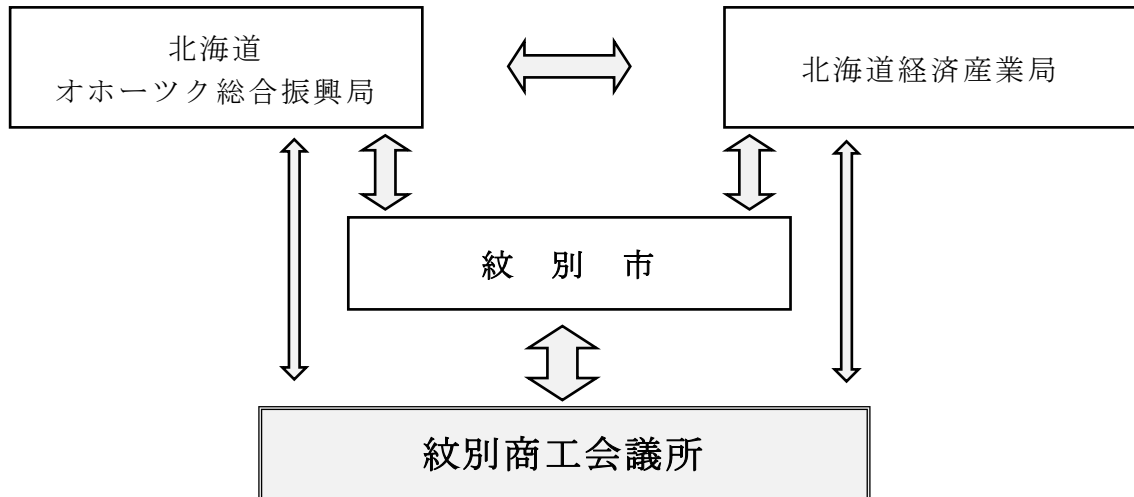 北海道
オホーツク総合振興局
北海道経済産業局
紋別市
紋別商工会議所